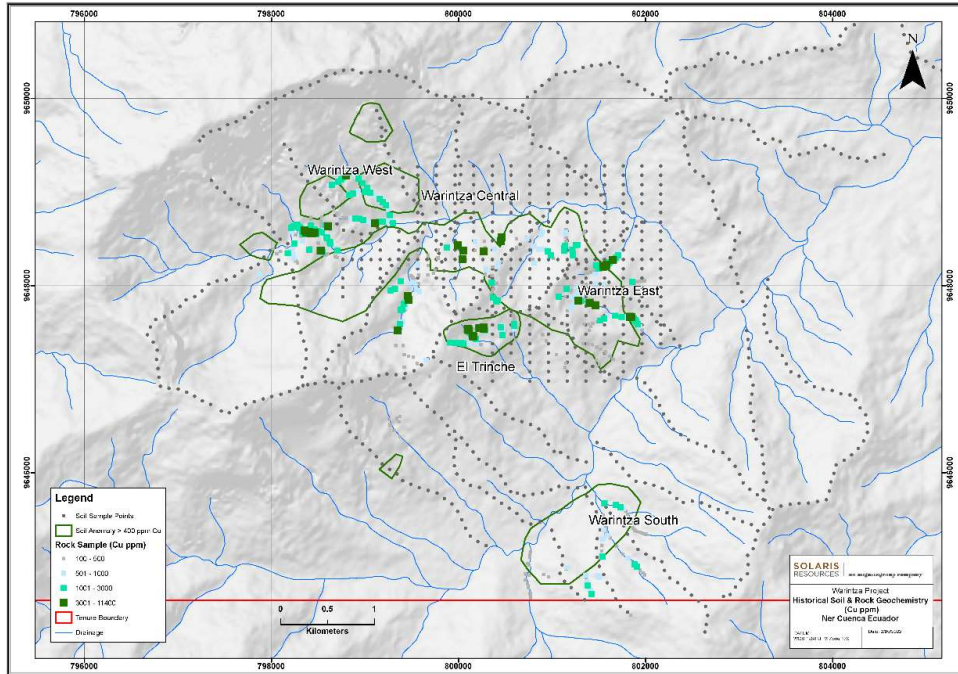 796000
798000
800000
802000
804000
N
9650000
9650000
Warintza West
Warintza Central
9648000
9648000
Warintza East
El Trinche
9646000
9646000
Warintza South
Legend
Soil Sample Points
Soil Anomaly > 400 ppm Cu
Rock Sample (Cu ppm)
100 - 500
501 - 1000
1001 - 3000
3001 - 11400
Tenure Boundary
Drainage
0 0.5 1
Kilometers
SOLARIS
RESOURCES
Warintza Project
Historical Soil & Rock Geochemistry
(Cu ppm)
Ner Cuenca Ecuador
796000
798000
800000
802000
804000